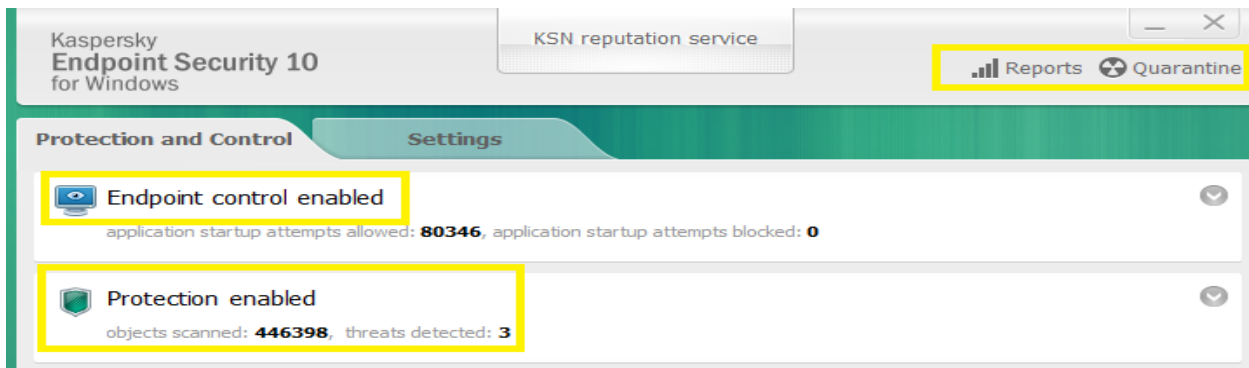 Kaspersky
Endpoint Security 10
for Windows
KSN reputation service
Reports Quarantine
Protection and Control Settings
Endpoint control enabled
application startup attempts allowed: 80346, application startup attempts blocked: 0
Protection enabled
objects scanned: 446398, threats detected: 3